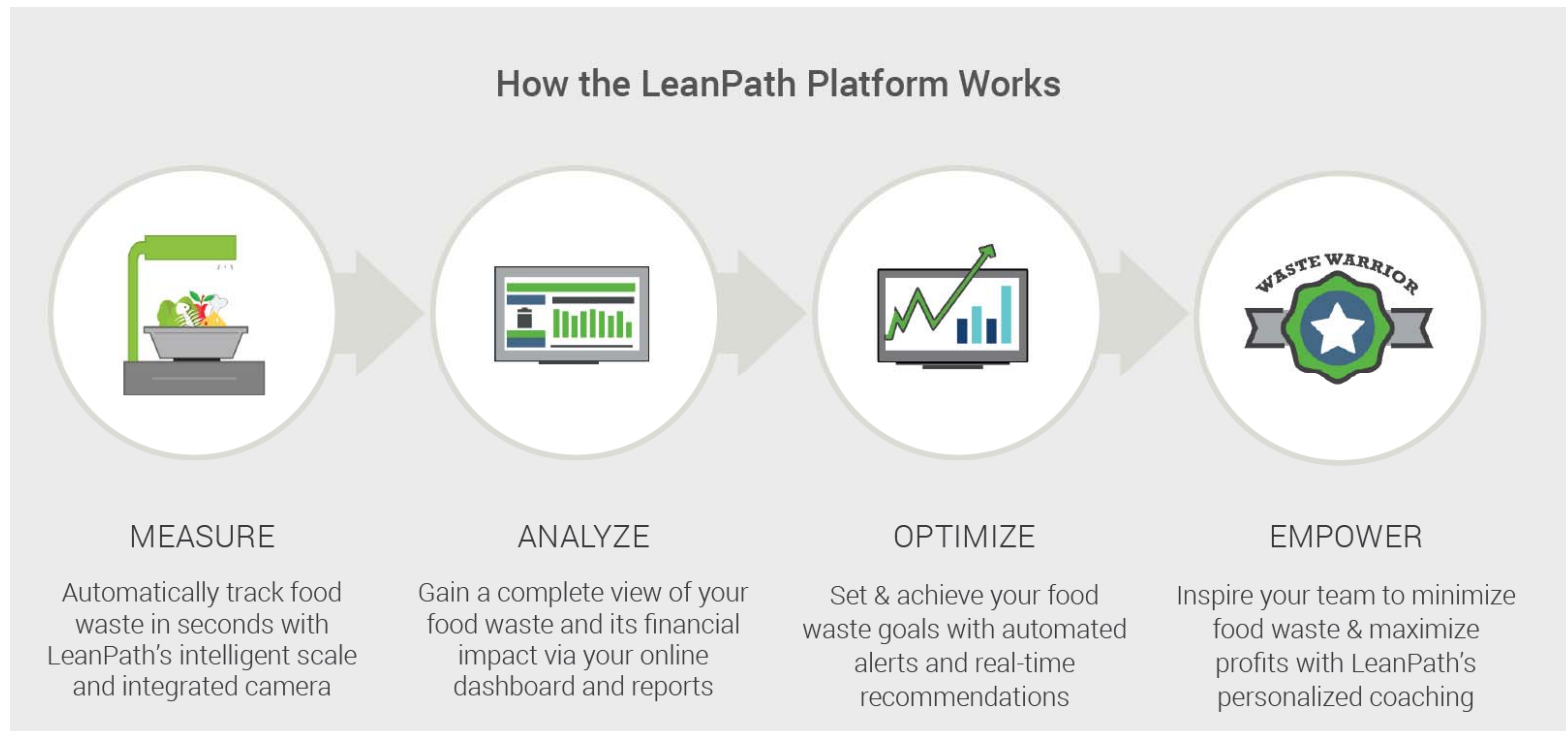 How the LeanPath Platform Works
WASTE WARRIOR
MEASURE
Automatically track food
waste in seconds with
LeanPath's intelligent scale
and integrated camera
ANALYZE
Gain a complete view of your
food waste and its financial
impact via your online
dashboard and reports
OPTIMIZE
Set & achieve your food
waste goals with automated
alerts and real-time
recommendations
EMPOWER
Inspire your team to minimize
food waste & maximize
profits with LeanPath's
personalized coaching